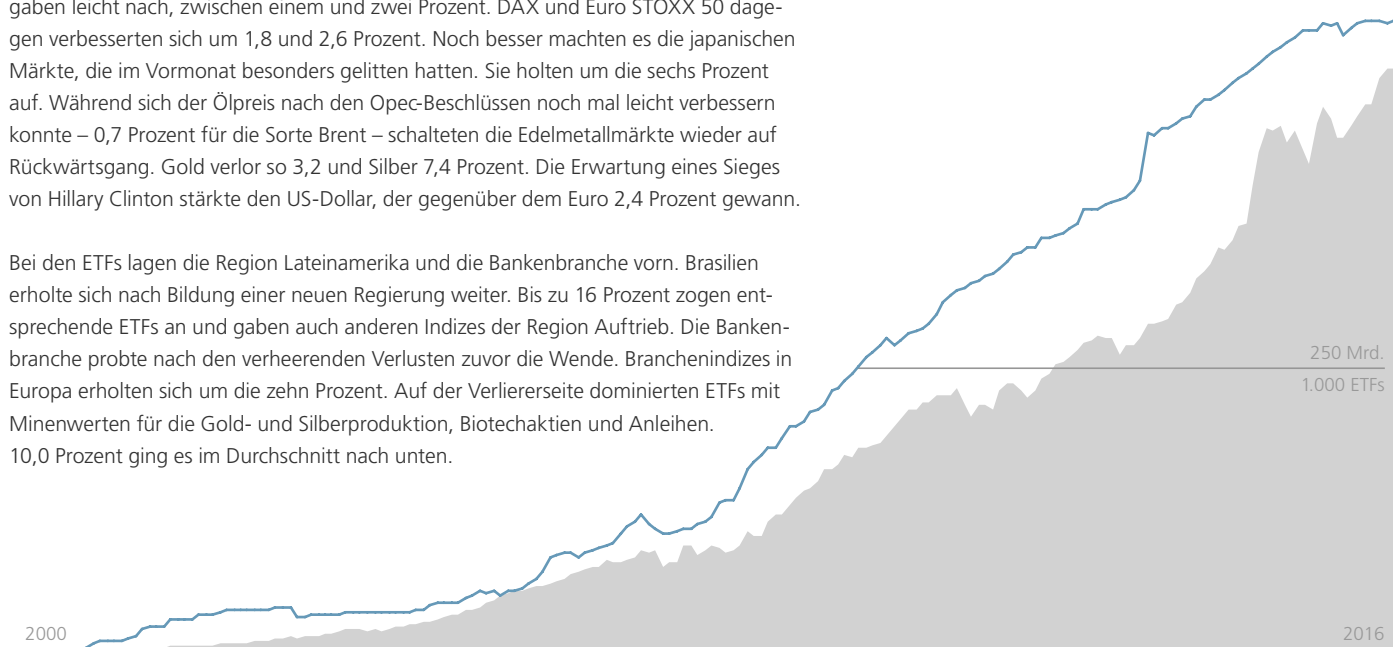 gaben leicht nach, zwischen einem und zwei Prozent. DAX und Euro STOXX 50 dage-
gen verbesserten sich um 1,8 und 2,6 Prozent. Noch besser machten es die japanischen
Märkte, die im Vormonat besonders gelitten hatten. Sie holten um die sechs Prozent
auf. Während sich der Ölpreis nach den Opec-Beschlüssen noch mal leicht verbessern
konnte – 0,7 Prozent für die Sorte Brent – schalteten die Edelmetallmärkte wieder auf
Rückwärtsgang. Gold verlor so 3,2 und Silber 7,4 Prozent. Die Erwartung eines Sieges
von Hillary Clinton stärkte den US-Dollar, der gegenüber dem Euro 2,4 Prozent gewann.
Bei den ETFs lagen die Region Lateinamerika und die Bankenbranche vorn. Brasilien
erholte sich nach Bildung einer neuen Regierung weiter. Bis zu 16 Prozent zogen ent-
sprechende ETFs an und gaben auch anderen Indizes der Region Auftrieb. Die Banken-
branche probte nach den verheerenden Verlusten zuvor die Wende. Branchenindizes in
Europa erholten sich um die zehn Prozent. Auf der Verliererseite dominierten ETFs mit
Minenwerten für die Gold- und Silberproduktion, Biotechaktien und Anleihen.
10,0 Prozent ging es im Durchschnitt nach unten.
250 Mrd.
1.000 ETFs
2000
2016